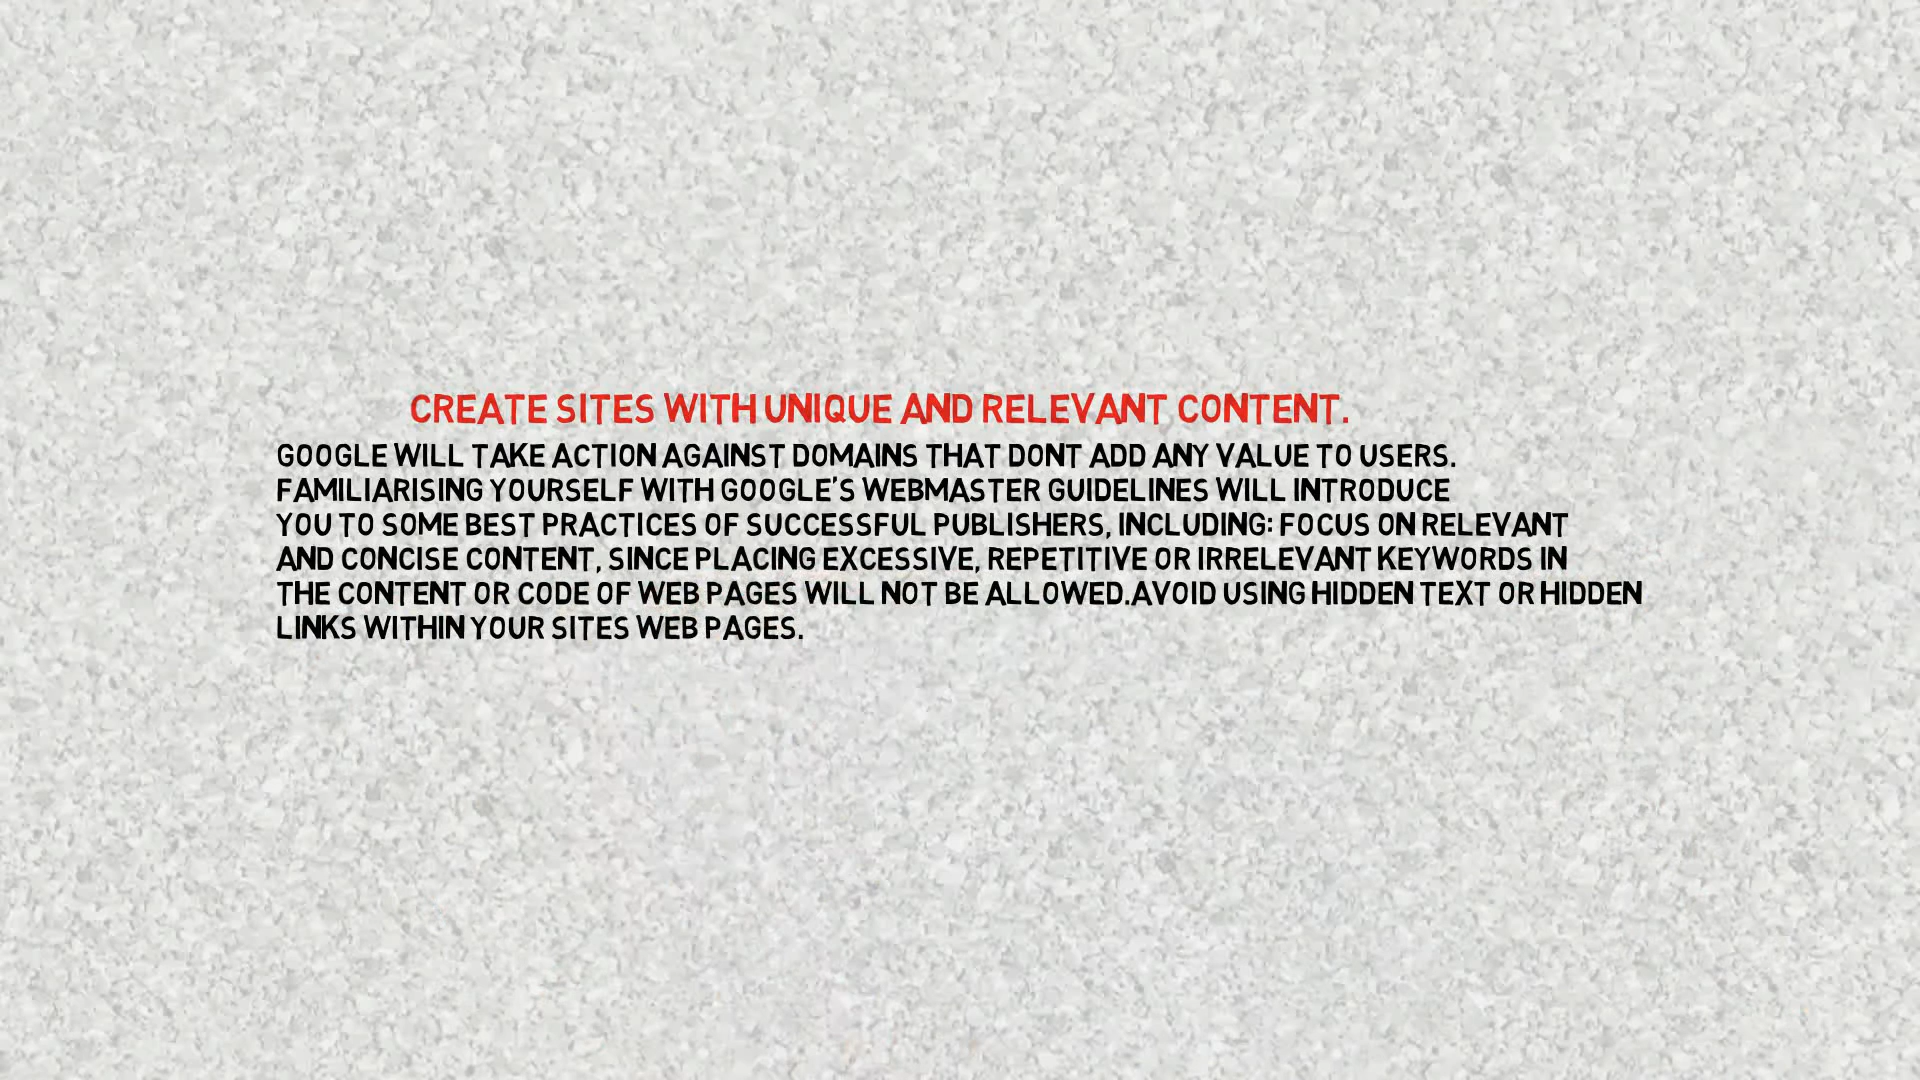 CREATE SITES WITH UNIQUE AND RELEVANT CONTENT.
GOOGLE WILL TAKE ACTION AGAINST DOMAINS THAT DONT ADD ANY VALUE TO USERS.
FAMILIARISING YOURSELF WITH GOOGLE'S WEBMASTER GUIDELINES WILL INTRODUCE
YOU TO SOME BEST PRACTICES OF SUCCESSFUL PUBLISHERS, INCLUDING: FOCUS ON RELEVANT
AND CONCISE CONTENT, SINCE PLACING EXCESSIVE, REPETITIVE OR IRRELEVANT KEYWORDS IN
THE CONTENT OR CODE OF WEB PAGES WILL NOT BE ALLOWED.AVOID USING HIDDEN TEXT OR HIDDEN
LINKS WITHIN YOUR SITES WEB PAGES.